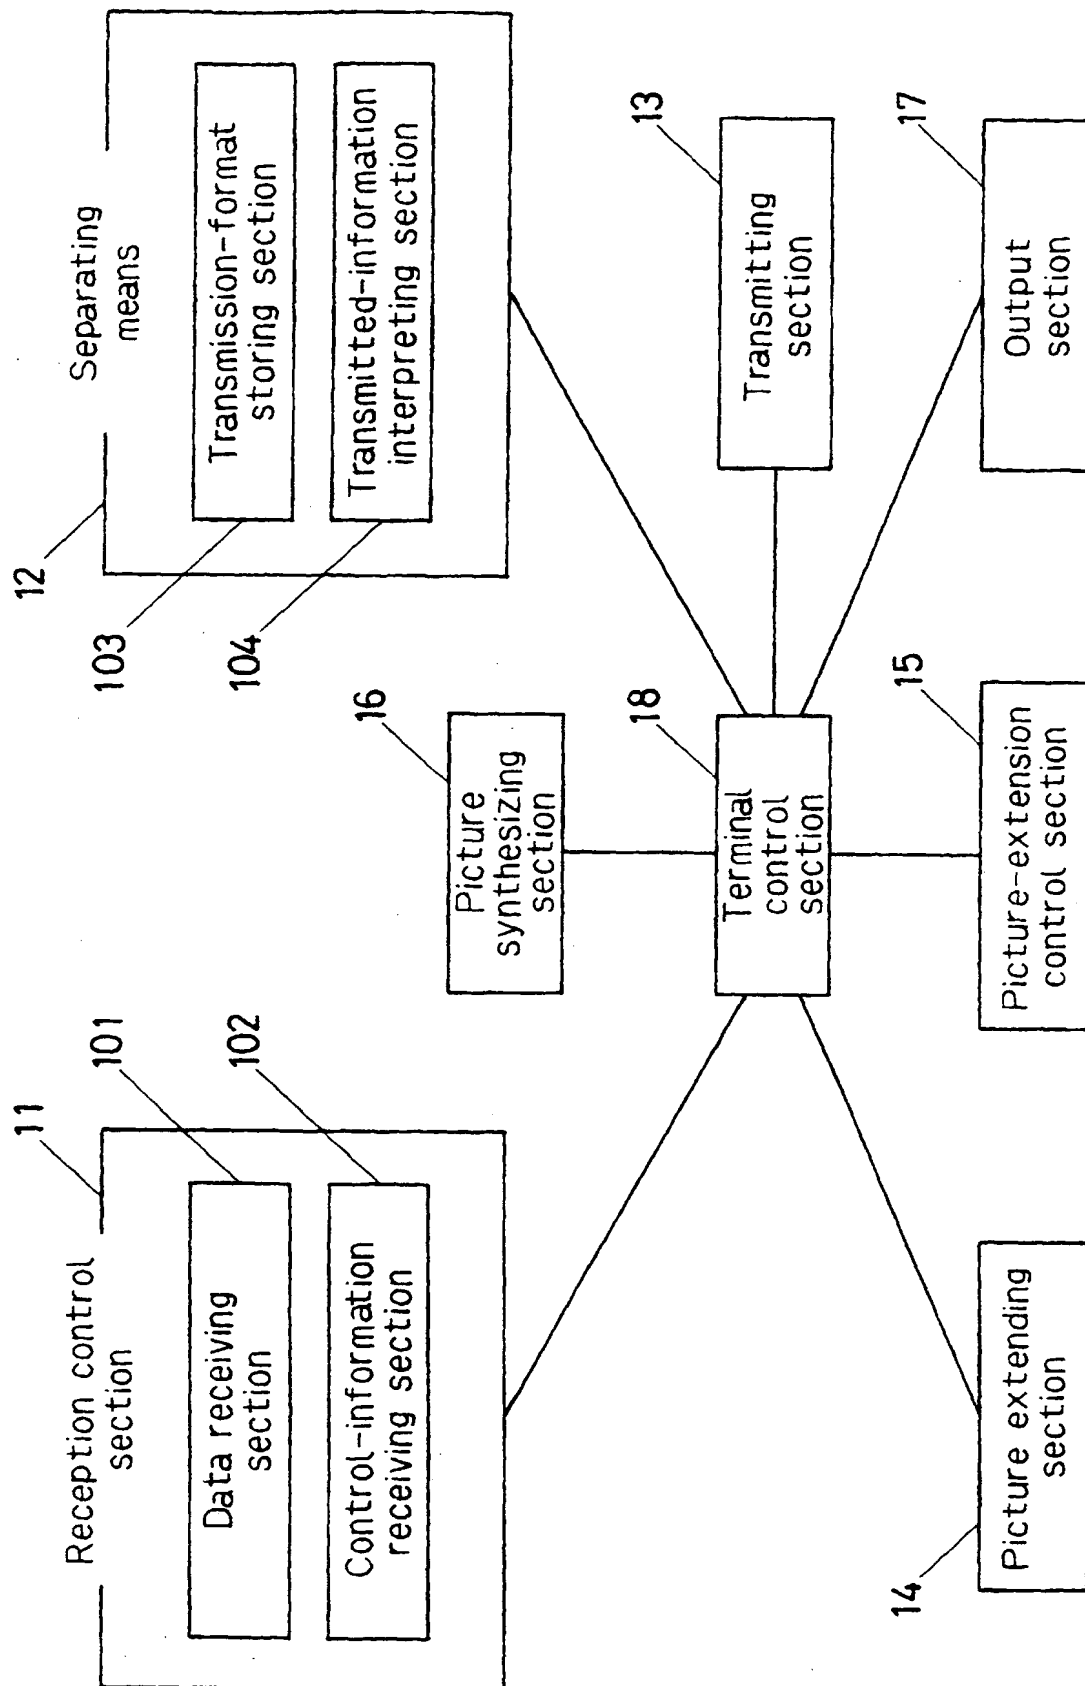 Reception control
section
11
Data receiving
section
101
Control-information
receiving section
102
Separating
means
12
Transmission-format
storing section
103
Transmitted-information
interpreting section
104
Picture
synthesizing
section
16
Terminal
control
section
18
Transmitting
section
13
Picture extending
section
14
Picture-extension
control section
15
Output
section
17